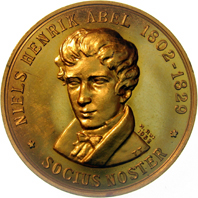 NIELS HENRIK ABEL 1802-1829
SOCIUS NOSTER